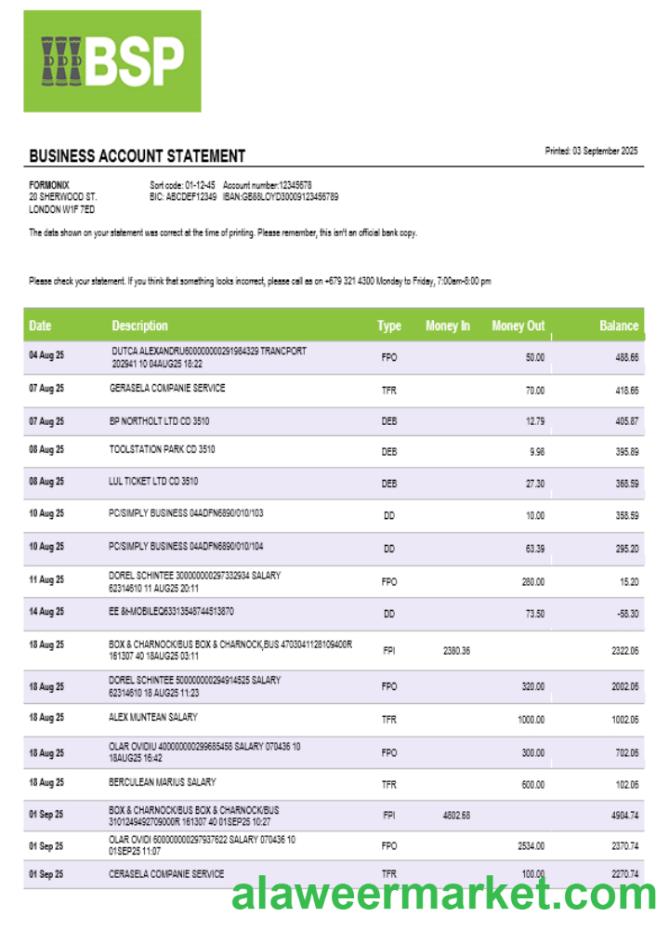 BSP
BUSINESS ACCOUNT STATEMENT
Printed: 03 September 2025
FORMONIX
20 SHERWOOD ST.
LONDON W1F 7ED
Sort code: 01-12-45 Account number:12345678
BIC: ABCDEF12349 IBAN:GB88LOYD30009123456789
The data shown on your statement was correct at the time of printing. Please remember, this isn't an official bank copy.
Please check your statement. If you think that something looks incorrect, please call as on +679 321 4300 Monday to Friday, 7:00am-8:00 pm
Date Description Type Money In Money Out Balance
04 Aug 25 DUTCA ALEXANDRU600000000291984329 TRANCPORT FPO 50.00 488.66
202941 10 04AUG25 18:22
07 Aug 25 GERASELA COMPANIE SERVICE TFR 70.00 418.66
07 Aug 25 BP NORTHOLT LTD CD 3510 DEB 12.79 405.87
08 Aug 25 TOOLSTATION PARK CD 3510 DEB 9.98 395.89
08 Aug 25 LUL TICKET LTD CD 3510 DEB 27.30 368.59
10 Aug 25 PC/SIMPLY BUSINESS 04ADFN6890/010/103 DD 10.00 358.59
10 Aug 25 PC/SIMPLY BUSINESS 04ADFN6890/010/104 DD 63.39 295.20
11 Aug 25 DOREL SCHINTEE 300000000297332934 SALARY FPO 280.00 15.20
62314610 11 AUG25 20:11
14 Aug 25 EE &t-MOBILEQ63313548744513870 DD 73.50 -58.30
18 Aug 25 BOX & CHARNOCK/BUS BOX & CHARNOCK,BUS 4703041128109400R FPI 2380.36 2322.06
161307 40 18AUG25 03:11
18 Aug 25 DOREL SCHINTEE 500000000294914525 SALARY FPO 320.00 2002.06
62314610 18 AUG25 11:23
18 Aug 25 ALEX MUNTEAN SALARY TFR 1000.00 1002.06
18 Aug 25 OLAR OVIDIU 400000000299685458 SALARY 070436 10 FPO 300.00 702.06
18AUG25 16:42
18 Aug 25 BERCULEAN MARIUS SALARY TFR 600.00 102.06
01 Sep 25 BOX & CHARNOCK/BUS BOX & CHARNOCK/BUS FPI 4802.68 4904.74
3101249492709000R 161307 40 01SEP25 10:27
01 Sep 25 OLAR OVIDI 600000000297937622 SALARY 070436 10 FPO 2534.00 2370.74
01SEP25 11:07
01 Sep 25 CERASELA COMPANIE SERVICE TFR 100.00 2270.74
alaweermarket.com